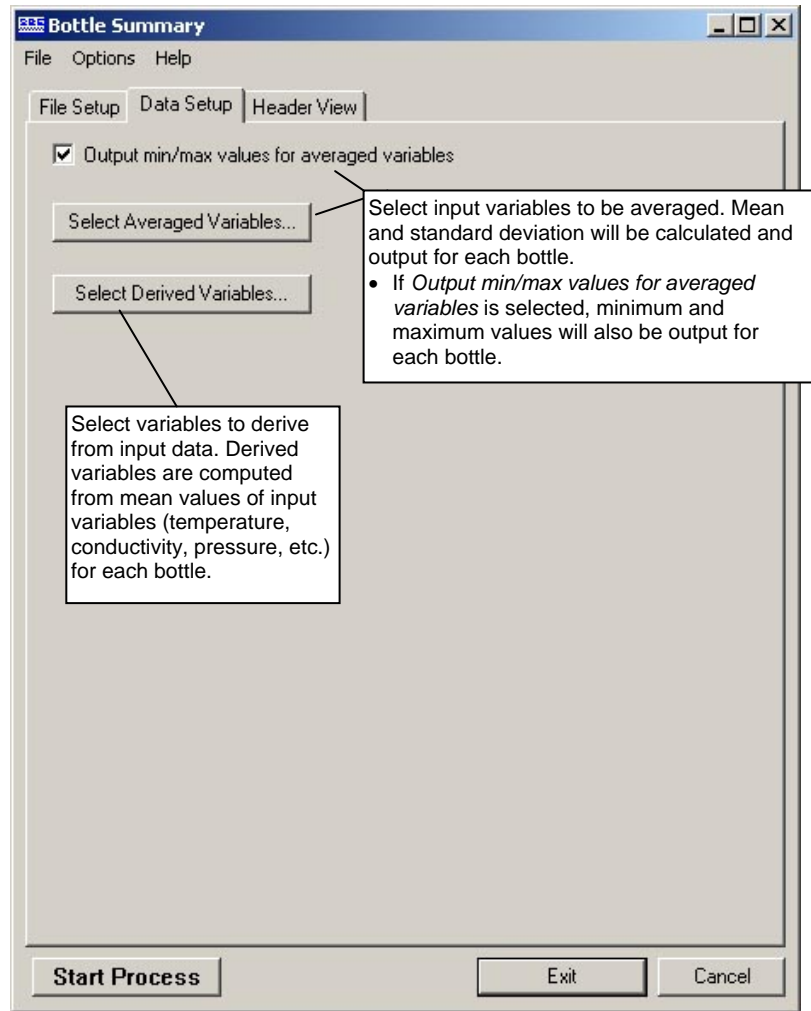 Bottle Summary
File Options Help
File Setup Data Setup Header View
Output min/max values for averaged variables
Select Averaged Variables...
Select input variables to be averaged. Mean
and standard deviation will be calculated and
output for each bottle.
• If Output min/max values for averaged
variables is selected, minimum and
maximum values will also be output for
each bottle.
Select Derived Variables...
Select variables to derive
from input data. Derived
variables are computed
from mean values of input
variables (temperature,
conductivity, pressure, etc.)
for each bottle.
Start Process Exit Cancel